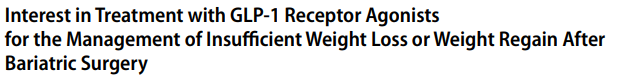 Interest in Treatment with GLP-1 Receptor Agonists
for the Management of Insufficient Weight Loss or Weight Regain After
Bariatric Surgery